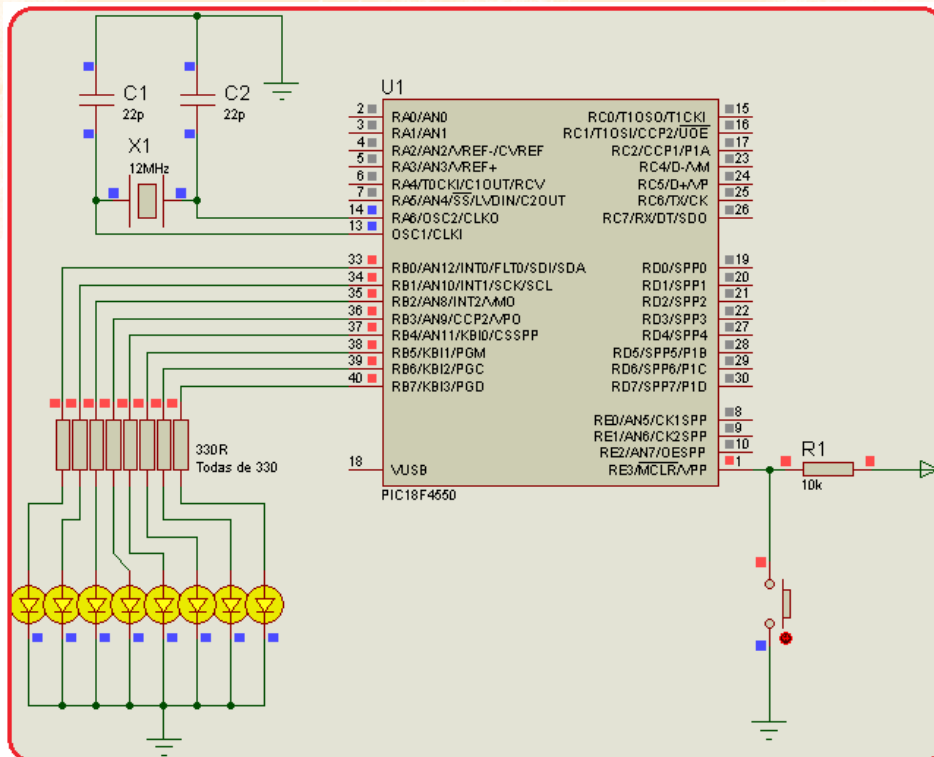 C1
22p
C2
22p
X1
12MHz
U1
2 RA0/AN0
3 RA1/AN1
4 RA2/AN2/VREF-/CVREF
5 RA3/AN3/VREF+
6 RA4/T0CKI/C1OUT/RCV
7 RA5/AN4/SS/LVDIN/C2OUT
14 RA6/OSC2/CLKO
13 OSC1/CLKI
33 RB0/AN12/INT0/FLT0/SDI/SDA
34 RB1/AN10/INT1/SCK/SCL
35 RB2/AN8/INT2/VMO
36 RB3/AN9/CCP2/VPO
37 RB4/AN11/KBI0/CSSPP
38 RB5/KBI1/PGM
39 RB6/KBI2/PGC
40 RB7/KBI3/PGD
18 VUSB
RC0/T1OSO/T1CKI 15
RC1/T1OSI/CCP2/UOE 16
RC2/CCP1/P1A 17
RC4/D-/VM 23
RC5/D+/VP 24
RC6/TX/CK 25
RC7/RX/DT/SDO 26
RD0/SPP0 19
RD1/SPP1 20
RD2/SPP2 21
RD3/SPP3 22
RD4/SPP4 27
RD5/SPP5/P1B 28
RD6/SPP6/P1C 29
RD7/SPP7/P1D 30
RE0/AN5/CK1SPP 8
RE1/AN6/CK2SPP 9
RE2/AN7/OESPP 10
RE3/MCLR/VPP 1
PIC18F4550
330R
Todas de 330
R1
10k